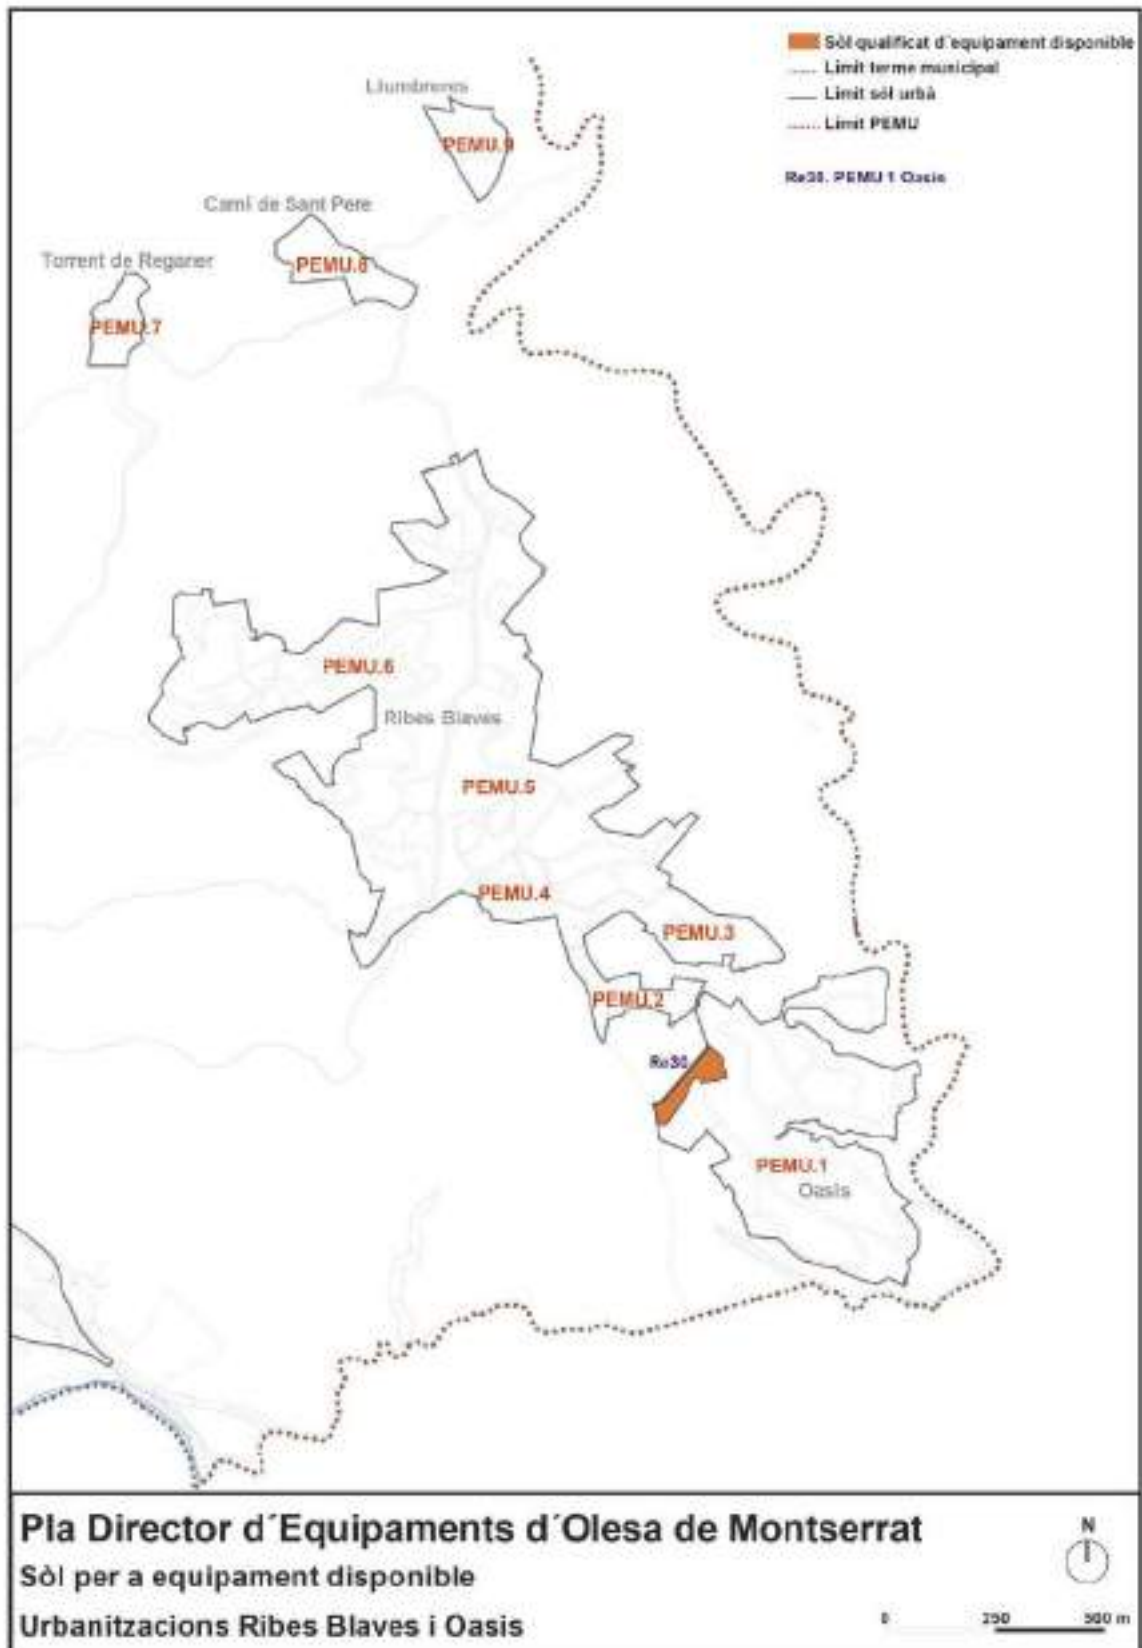 Sòl qualificat d´equipament disponible
Límit terme municipal
Límit sòl urbà
Límit PEMU
Re30. PEMU 1 Oasis
Llumbreres
PEMU.9
Camí de Sant Pere
PEMU.8
Torrent de Reganer
PEMU.7
PEMU.6
Ribes Blaves
PEMU.5
PEMU.4
PEMU.3
PEMU.2
Re30
PEMU.1
Oasis
Pla Director d´Equipaments d´Olesa de Montserrat
N
Sòl per a equipament disponible
Urbanitzacions Ribes Blaves i Oasis
0 250 500 m